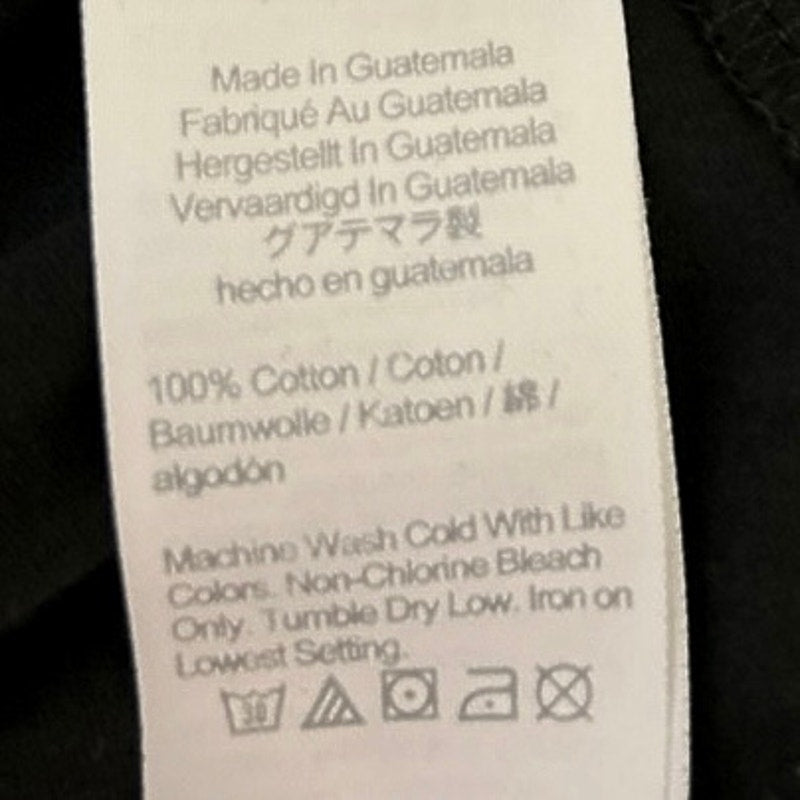 Made In Guatemala
Fabriqué Au Guatemala
Hergestellt In Guatemala
Vervaardigd In Guatemala
グアテマラ製
hecho en guatemala
100% Cotton / Coton /
Baumwolle / Katoen / 綿 /
algodón
Machine Wash Cold With Like
Colors. Non-Chlorine Bleach
Only. Tumble Dry Low. Iron on
Lowest Setting.
30